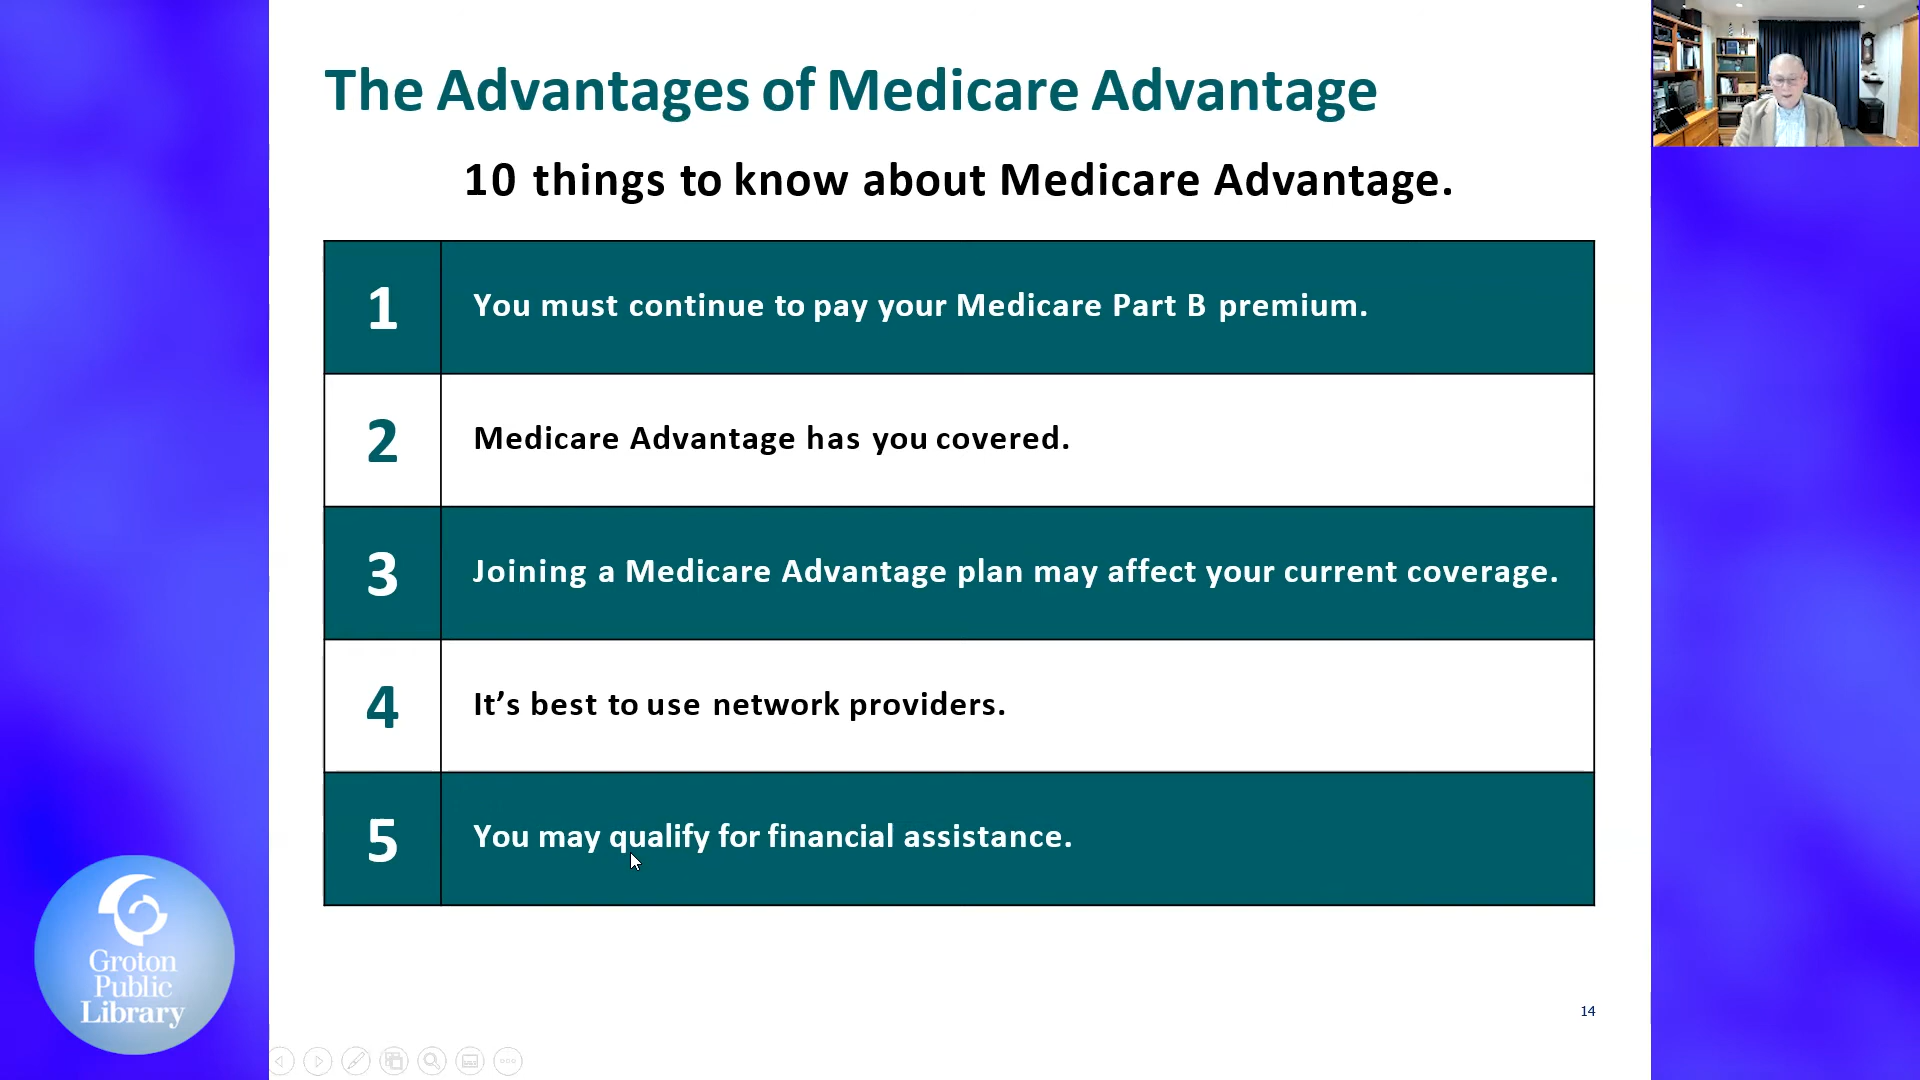 The Advantages of Medicare Advantage
10 things to know about Medicare Advantage.
1 You must continue to pay your Medicare Part B premium.
2 Medicare Advantage has you covered.
3 Joining a Medicare Advantage plan may affect your current coverage.
4 It’s best to use network providers.
5 You may qualify for financial assistance.
Groton
Public
Library
14